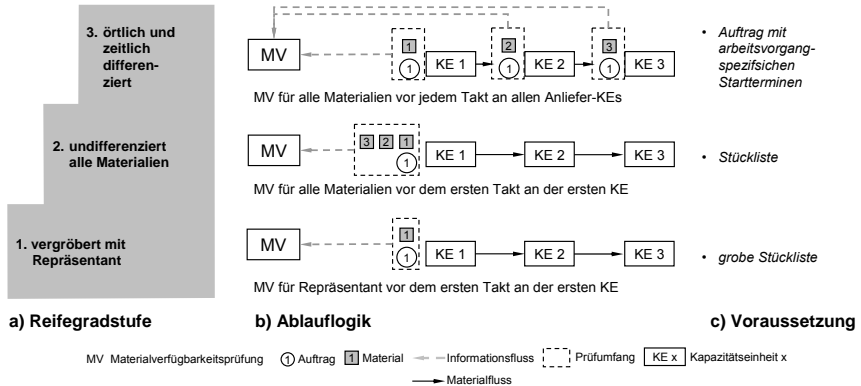 3. örtlich und
zeitlich
differen-
ziert
MV
1 2 3
1 KE 1 1 KE 2 1 KE 3
MV für alle Materialien vor jedem Takt an allen Anliefer-KEs
• Auftrag mit
arbeitsvorgang-
spezifsichen
Startterminen
2. undifferenziert
alle Materialien
MV
3 2 1
1 KE 1 KE 2 KE 3
MV für alle Materialien vor dem ersten Takt an der ersten KE
• Stückliste
1. vergröbert mit
Repräsentant
MV
1
1 KE 1 KE 2 KE 3
MV für Repräsentant vor dem ersten Takt an der ersten KE
• grobe Stückliste
a) Reifegradstufe b) Ablauflogik c) Voraussetzung
MV Materialverfügbarkeitsprüfung 1 Auftrag 1 Material Informationsfluss Prüfumfang KE x Kapazitätseinheit x
Materialfluss